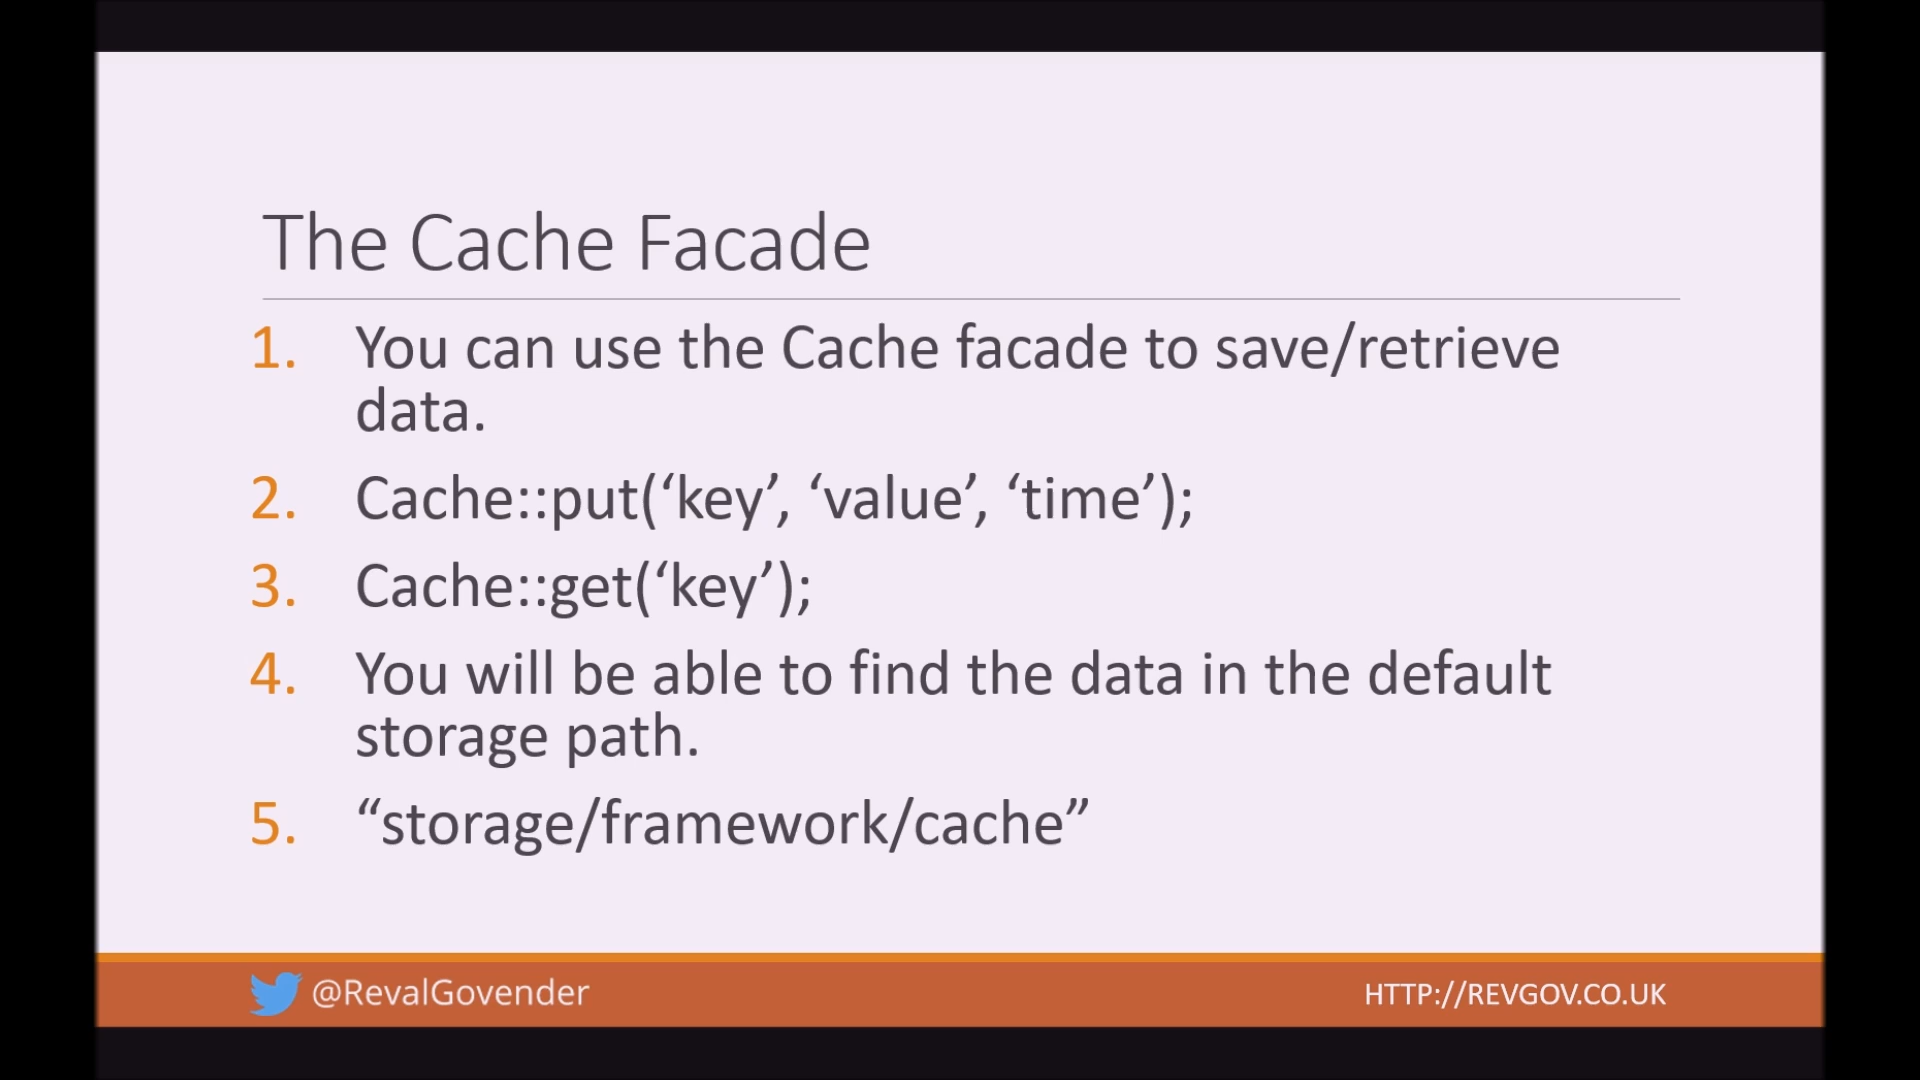 The Cache Facade
1. You can use the Cache facade to save/retrieve
data.
2. Cache::put(‘key’, ‘value’, ‘time’);
3. Cache::get(‘key’);
4. You will be able to find the data in the default
storage path.
5. “storage/framework/cache”
@RevalGovender
HTTP://REVGOV.CO.UK